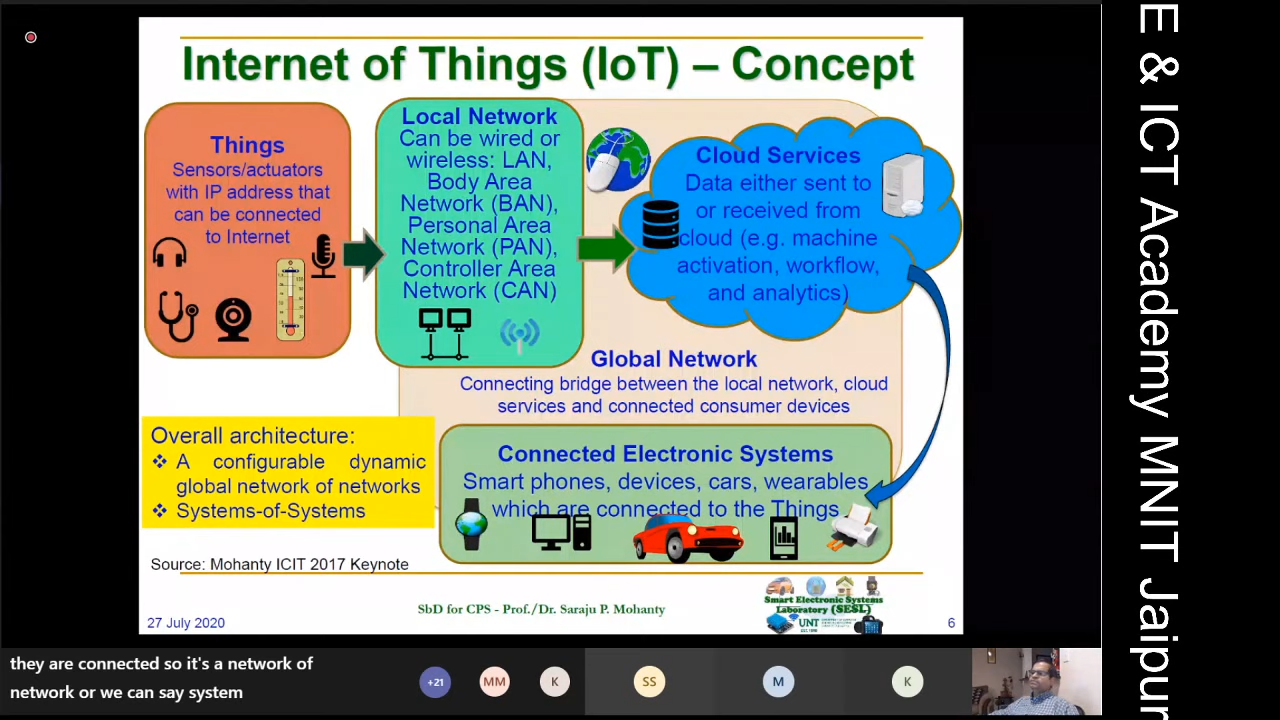 Internet of Things (IoT) – Concept
Things
Sensors/actuators
with IP address that
can be connected
to Internet
Local Network
Can be wired or
wireless: LAN,
Body Area
Network (BAN),
Personal Area
Network (PAN),
Controller Area
Network (CAN)
Cloud Services
Data either sent to
or received from
cloud (e.g. machine
activation, workflow,
and analytics)
Global Network
Connecting bridge between the local network, cloud
services and connected consumer devices
Overall architecture:
❖ A configurable dynamic
global network of networks
❖ Systems-of-Systems
Connected Electronic Systems
Smart phones, devices, cars, wearables
which are connected to the Things
Source: Mohanty ICIT 2017 Keynote
27 July 2020
SbD for CPS - Prof./Dr. Saraju P. Mohanty
Smart Electronic Systems
Laboratory (SESL)
UNT
6
they are connected so it's a network of
network or we can say system
+21
MM
K
SS
M
K
E & ICT Academy MNIT Jaipur